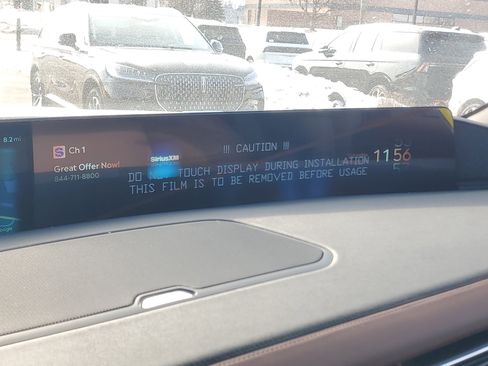 8.2 mi
Ch 1
Great Offer Now!
844-711-8800
SiriusXM
!!! CAUTION !!!
DO NOT TOUCH DISPLAY DURING INSTALLATION
THIS FILM IS TO BE REMOVED BEFORE USAGE
11 56